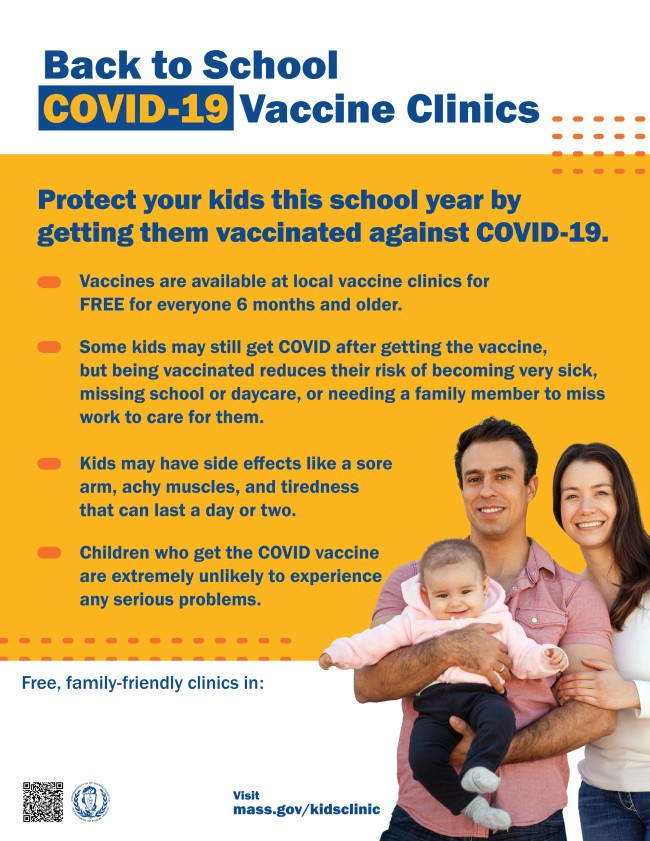 Back to School
COVID-19 Vaccine Clinics
Protect your kids this school year by
getting them vaccinated against COVID-19.
Vaccines are available at local vaccine clinics for
FREE for everyone 6 months and older.
Some kids may still get COVID after getting the vaccine,
but being vaccinated reduces their risk of becoming very sick,
missing school or daycare, or needing a family member to miss
work to care for them.
Kids may have side effects like a sore
arm, achy muscles, and tiredness
that can last a day or two.
Children who get the COVID vaccine
are extremely unlikely to experience
any serious problems.
Free, family-friendly clinics in:
Visit
mass.gov/kidsclinic